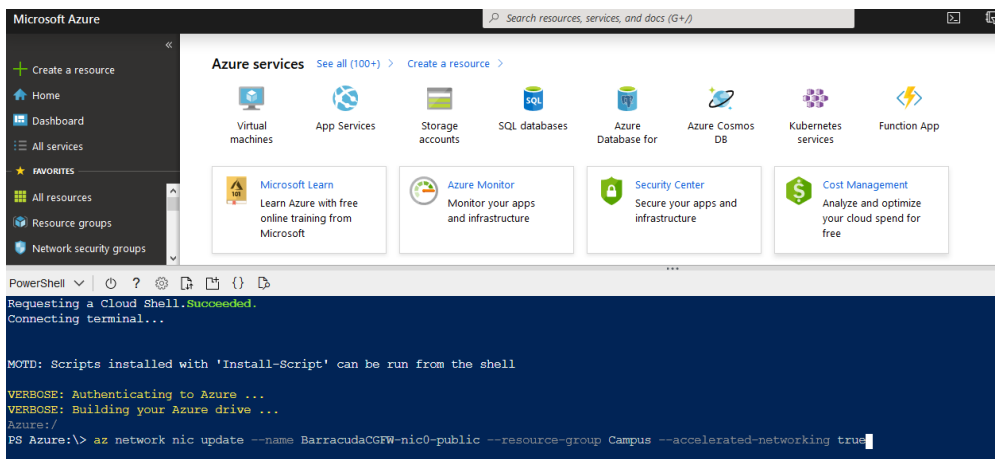 Microsoft Azure
Search resources, services, and docs (G+/)
«
Create a resource
Home
Dashboard
All services
FAVORITES
All resources
Resource groups
Network security groups
Azure services See all (100+) > Create a resource >
Virtual machines
App Services
Storage accounts
SQL
SQL databases
Azure Database for
Azure Cosmos DB
Kubernetes services
Function App
101
Microsoft Learn
Learn Azure with free
online training from
Microsoft
Azure Monitor
Monitor your apps
and infrastructure
Security Center
Secure your apps and
infrastructure
Cost Management
Analyze and optimize
your cloud spend for
free
PowerShell ? {}
Requesting a Cloud Shell.Succeeded.
Connecting terminal...
MOTD: Scripts installed with 'Install-Script' can be run from the shell
VERBOSE: Authenticating to Azure ...
VERBOSE: Building your Azure drive ...
Azure:/
PS Azure:\> az network nic update --name BarracudaCGFW-nic0-public --resource-group Campus --accelerated-networking true